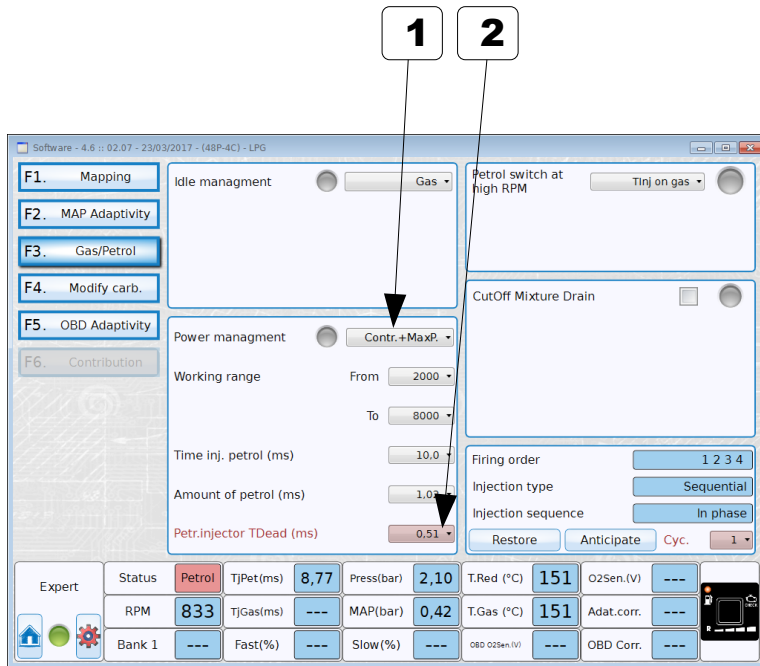 1 2
Software - 4.6 :: 02.07 - 23/03/2017 - (48P-4C) - LPG
F1. Mapping
F2. MAP Adaptivity
F3. Gas/Petrol
F4. Modify carb.
F5. OBD Adaptivity
F6. Contribution
Idle managment Gas
Power managment Contr.+MaxP.
Working range From 2000
To 8000
Time inj. petrol (ms) 10,0
Amount of petrol (ms)
Petr.injector TDead (ms) 0,51
Petrol switch at
high RPM
TInj on gas
CutOff Mixture Drain
Firing order 1 2 3 4
Injection type Sequential
Injection sequence In phase
Restore Anticipate Cyc. 1
Expert
Status Petrol TjPet(ms) 8,77 Press(bar) 2,10 T.Red (°C) 151 O2Sen.(V) ---
RPM 833 TjGas(ms) --- MAP(bar) 0,42 T.Gas (°C) 151 Adat.corr. ---
Bank 1 --- Fast(%) --- Slow(%) --- OBD O2Sen.(V) --- OBD Corr. ---
CHECK
R